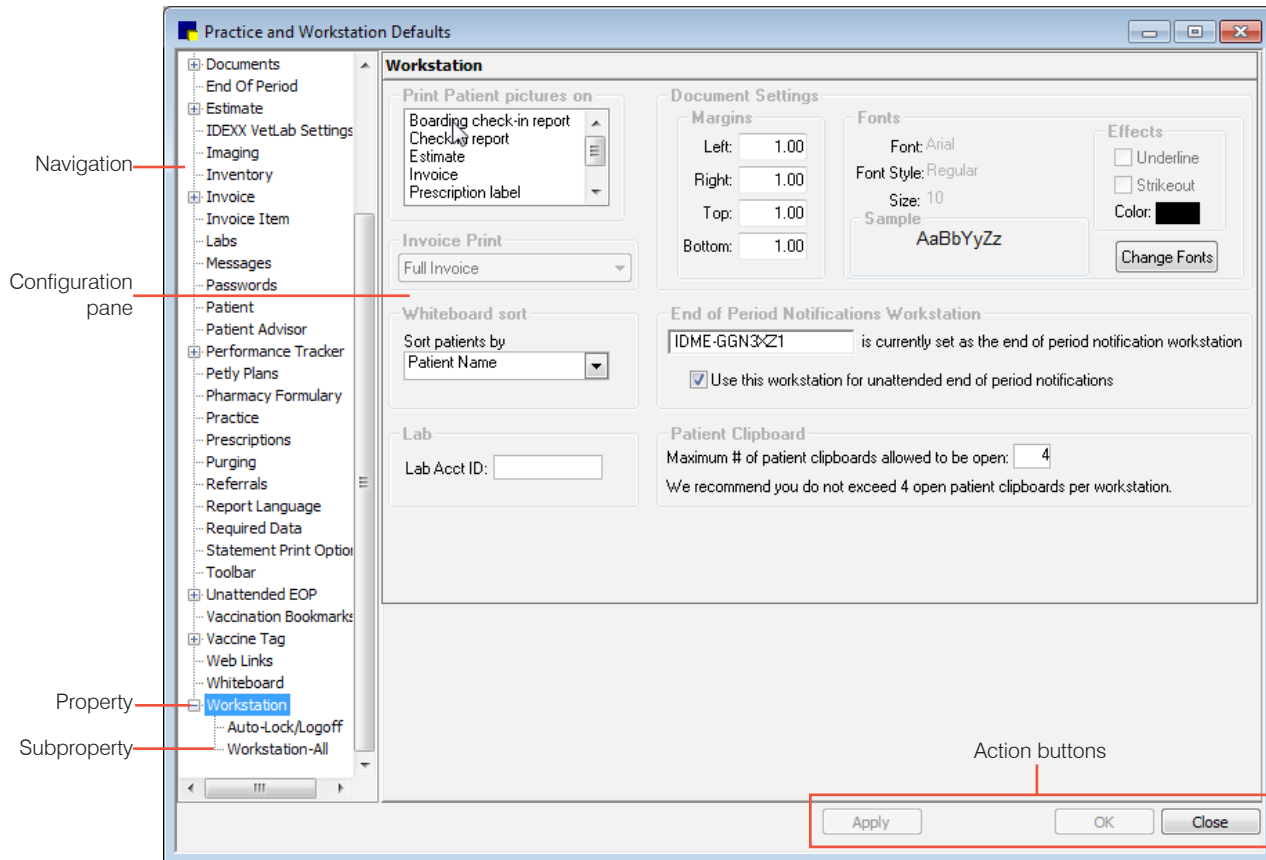 Practice and Workstation Defaults
Navigation
Configuration
pane
Property
Subproperty
Documents
End Of Period
Estimate
IDEXX VetLab Settings
Imaging
Inventory
Invoice
Invoice Item
Labs
Messages
Passwords
Patient
Patient Advisor
Performance Tracker
Petly Plans
Pharmacy Formulary
Practice
Prescriptions
Purging
Referrals
Report Language
Required Data
Statement Print Option
Toolbar
Unattended EOP
Vaccination Bookmarks
Vaccine Tag
Web Links
Whiteboard
Workstation
Auto-Lock/Logoff
Workstation-All
Workstation
Print Patient pictures on
Boarding check-in report
Check-in report
Estimate
Invoice
Prescription label
Invoice Print
Full Invoice
Whiteboard sort
Sort patients by
Patient Name
Lab
Lab Acct ID:
Document Settings
Margins
Left: 1.00
Right: 1.00
Top: 1.00
Bottom: 1.00
Fonts
Font: Arial
Font Style: Regular
Size: 10
Sample
AaBbYyZz
Effects
Underline
Strikeout
Color:
Change Fonts
End of Period Notifications Workstation
IDME-GGN3XZ1 is currently set as the end of period notification workstation
Use this workstation for unattended end of period notifications
Patient Clipboard
Maximum # of patient clipboards allowed to be open: 4
We recommend you do not exceed 4 open patient clipboards per workstation.
Action buttons
Apply OK Close